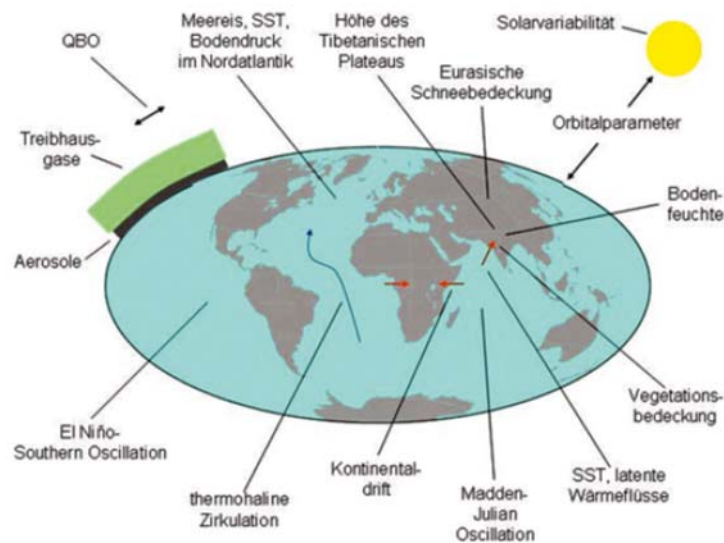 QBO
Meereis, SST,
Bodendruck
im Nordatlantik
Höhe des
Tibetanischen
Plateaus
Solarvariabilität
Eurasische
Schneebedeckung
Treibhaus-
gase
Orbitalparameter
Boden-
feuchte
Aerosole
Vegetations-
bedeckung
El Niño-
Southern Oscillation
thermohaline
Zirkulation
Kontinental-
drift
Madden-
Julian
Oscillation
SST, latente
Wärmeflüsse